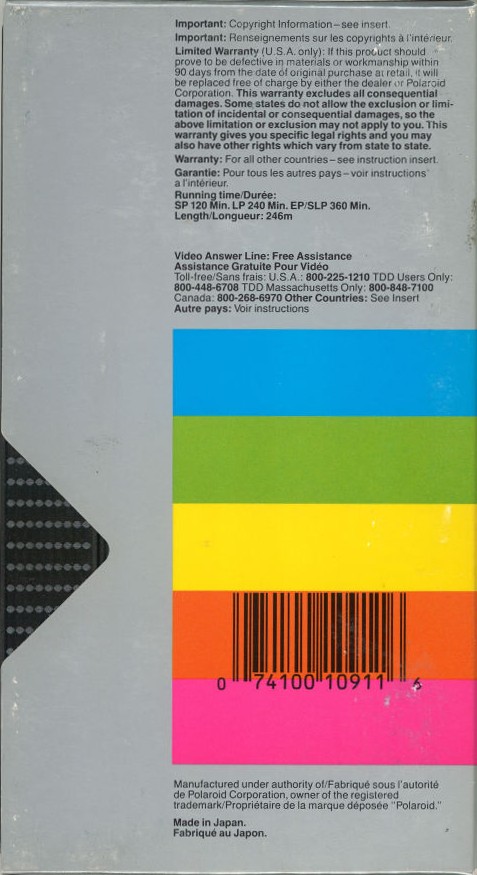 Important: Copyright Information–see insert.
Important: Renseignements sur les copyrights à l'intérieur.
Limited Warranty (U.S.A. only): If this product should
prove to be defective in materials or workmanship within
90 days from the date of original purchase at retail, it will
be replaced free of charge by either the dealer or Polaroid
Corporation. This warranty excludes all consequential
damages. Some states do not allow the exclusion or limi-
tation of incidental or consequential damages, so the
above limitation or exclusion may not apply to you. This
warranty gives you specific legal rights and you may
also have other rights which vary from state to state.
Warranty: For all other countries–see instruction insert.
Garantie: Pour tous les autres pays–voir instructions
a l'intérieur.
Running time/Durée:
SP 120 Min. LP 240 Min. EP/SLP 360 Min.
Length/Longueur: 246m
Video Answer Line: Free Assistance
Assistance Gratuite Pour Vidéo
Toll-free/Sans frais: U.S.A.: 800-225-1210 TDD Users Only:
800-448-6708 TDD Massachusetts Only: 800-848-7100
Canada: 800-268-6970 Other Countries: See Insert
Autre pays: Voir instructions
0 74100 10911 6
Manufactured under authority of/Fabriqué sous l'autorité
de Polaroid Corporation, owner of the registered
trademark/Propriétaire de la marque déposée "Polaroid."
Made in Japan.
Fabriqué au Japon.